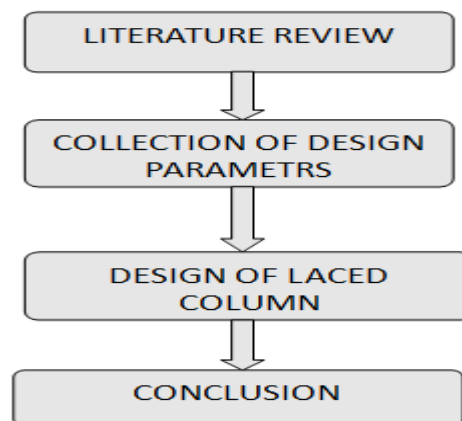 LITERATURE REVIEW
COLLECTION OF DESIGN
PARAMETRS
DESIGN OF LACED
COLUMN
CONCLUSION